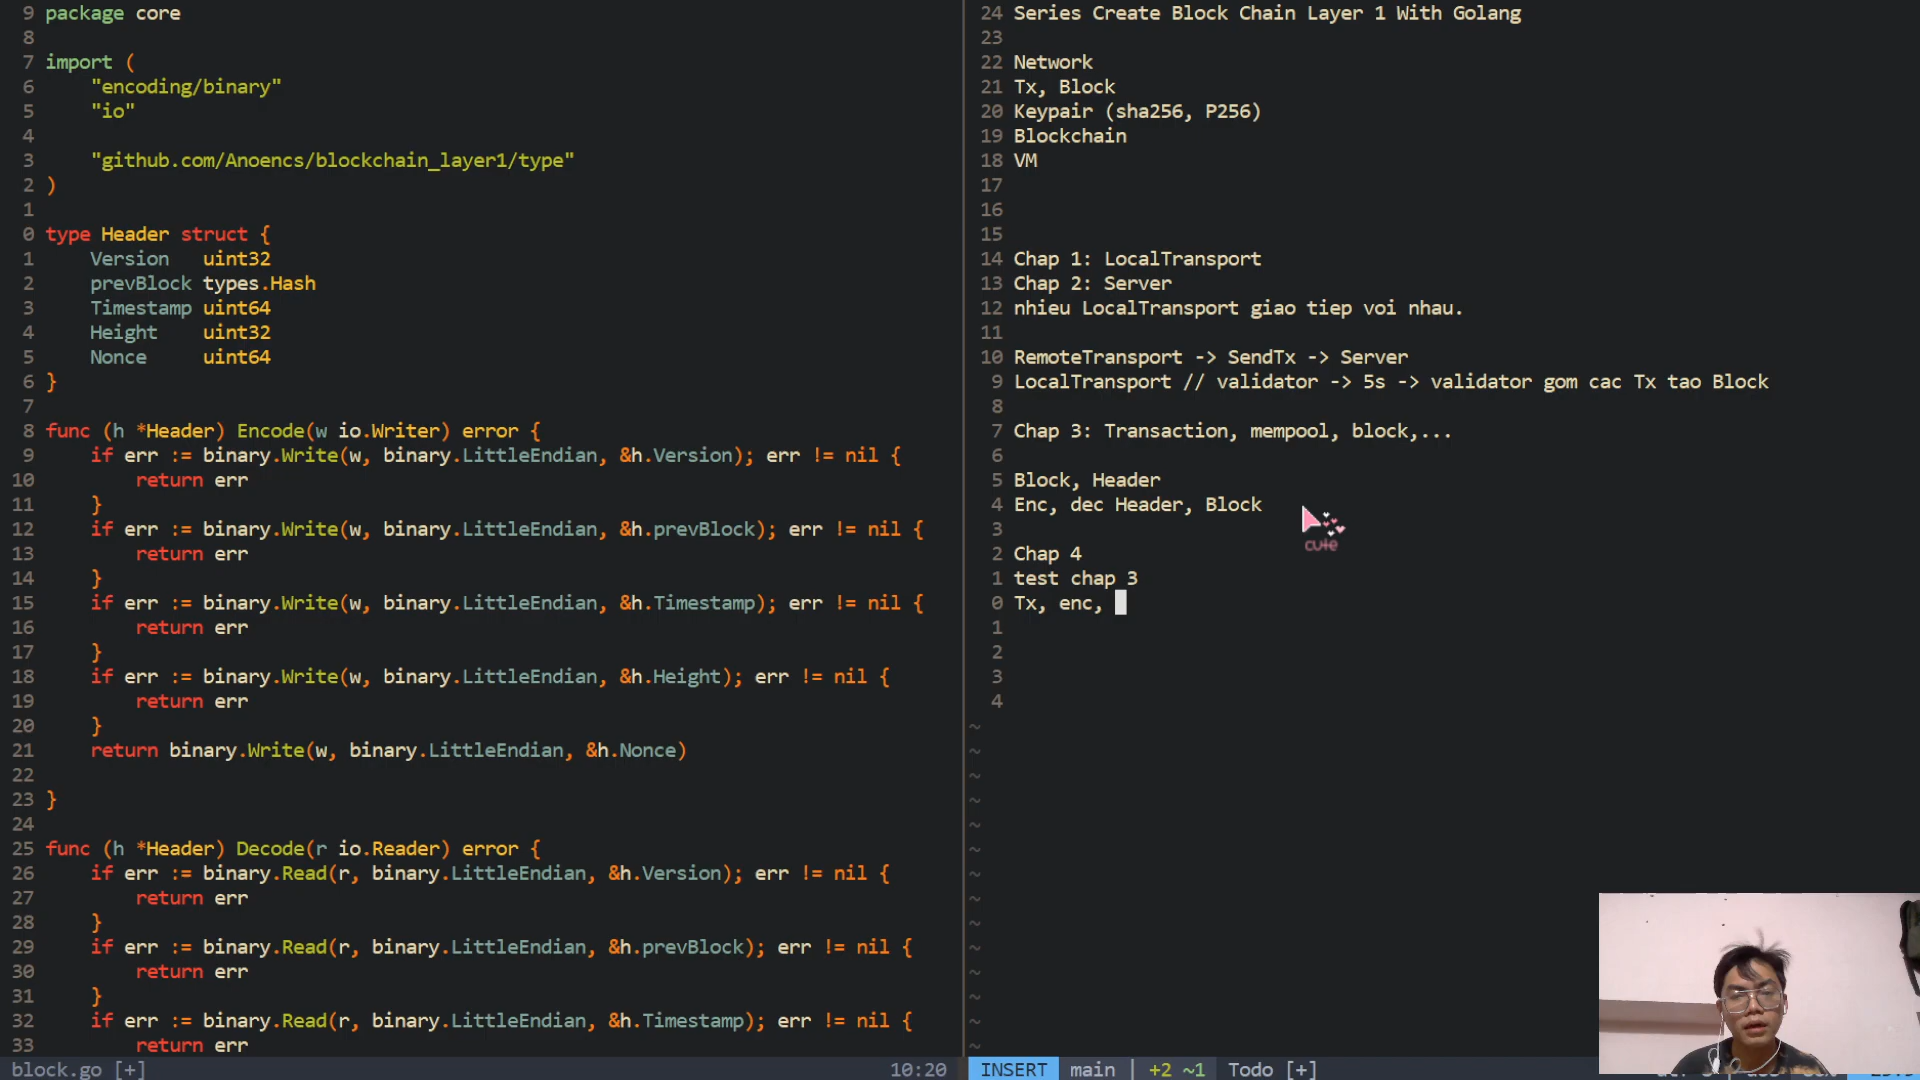 9 package core
8
7 import (
6 "encoding/binary"
5 "io"
4
3 "github.com/Anoencs/blockchain_layer1/type"
2 )
1
0 type Header struct {
1 Version uint32
2 prevBlock types.Hash
3 Timestamp uint64
4 Height uint32
5 Nonce uint64
6 }
7
8 func (h *Header) Encode(w io.Writer) error {
9 if err := binary.Write(w, binary.LittleEndian, &h.Version); err != nil {
10 return err
11 }
12 if err := binary.Write(w, binary.LittleEndian, &h.prevBlock); err != nil {
13 return err
14 }
15 if err := binary.Write(w, binary.LittleEndian, &h.Timestamp); err != nil {
16 return err
17 }
18 if err := binary.Write(w, binary.LittleEndian, &h.Height); err != nil {
19 return err
20 }
21 return binary.Write(w, binary.LittleEndian, &h.Nonce)
22
23 }
24
25 func (h *Header) Decode(r io.Reader) error {
26 if err := binary.Read(r, binary.LittleEndian, &h.Version); err != nil {
27 return err
28 }
29 if err := binary.Read(r, binary.LittleEndian, &h.prevBlock); err != nil {
30 return err
31 }
32 if err := binary.Read(r, binary.LittleEndian, &h.Timestamp); err != nil {
33 return err
block.go [+] 10:20
24 Series Create Block Chain Layer 1 With Golang
23
22 Network
21 Tx, Block
20 Keypair (sha256, P256)
19 Blockchain
18 VM
17
16
15
14 Chap 1: LocalTransport
13 Chap 2: Server
12 nhieu LocalTransport giao tiep voi nhau.
11
10 RemoteTransport -> SendTx -> Server
9 LocalTransport // validator -> 5s -> validator gom cac Tx tao Block
8
7 Chap 3: Transaction, mempool, block,...
6
5 Block, Header
4 Enc, dec Header, Block
3
cute
2 Chap 4
1 test chap 3
0 Tx, enc,
1
2
3
4
~
~
~
~
~
~
~
~
~
~
~
~
~
~
INSERT main | +2 ~1 Todo [+]